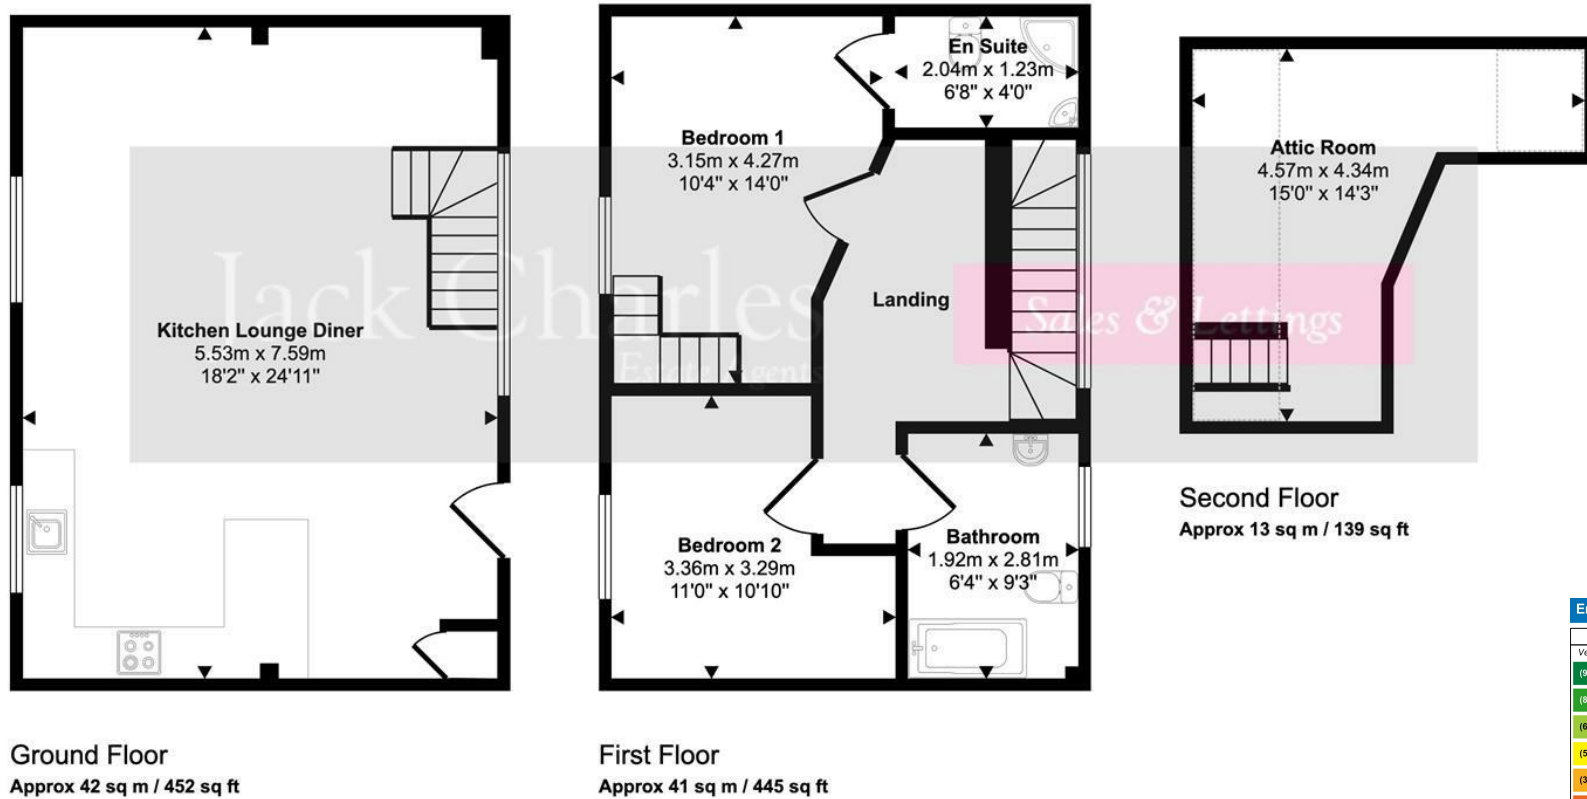 En Suite
2.04m x 1.23m
6'8" x 4'0"
Bedroom 1
3.15m x 4.27m
10'4" x 14'0"
Attic Room
4.57m x 4.34m
15'0" x 14'3"
Jack Charles
Estate Agents
Sales & Lettings
Landing
Kitchen Lounge Diner
5.53m x 7.59m
18'2" x 24'11"
Second Floor
Approx 13 sq m / 139 sq ft
Bedroom 2
3.36m x 3.29m
11'0" x 10'10"
Bathroom
1.92m x 2.81m
6'4" x 9'3"
Ground Floor
Approx 42 sq m / 452 sq ft
First Floor
Approx 41 sq m / 445 sq ft